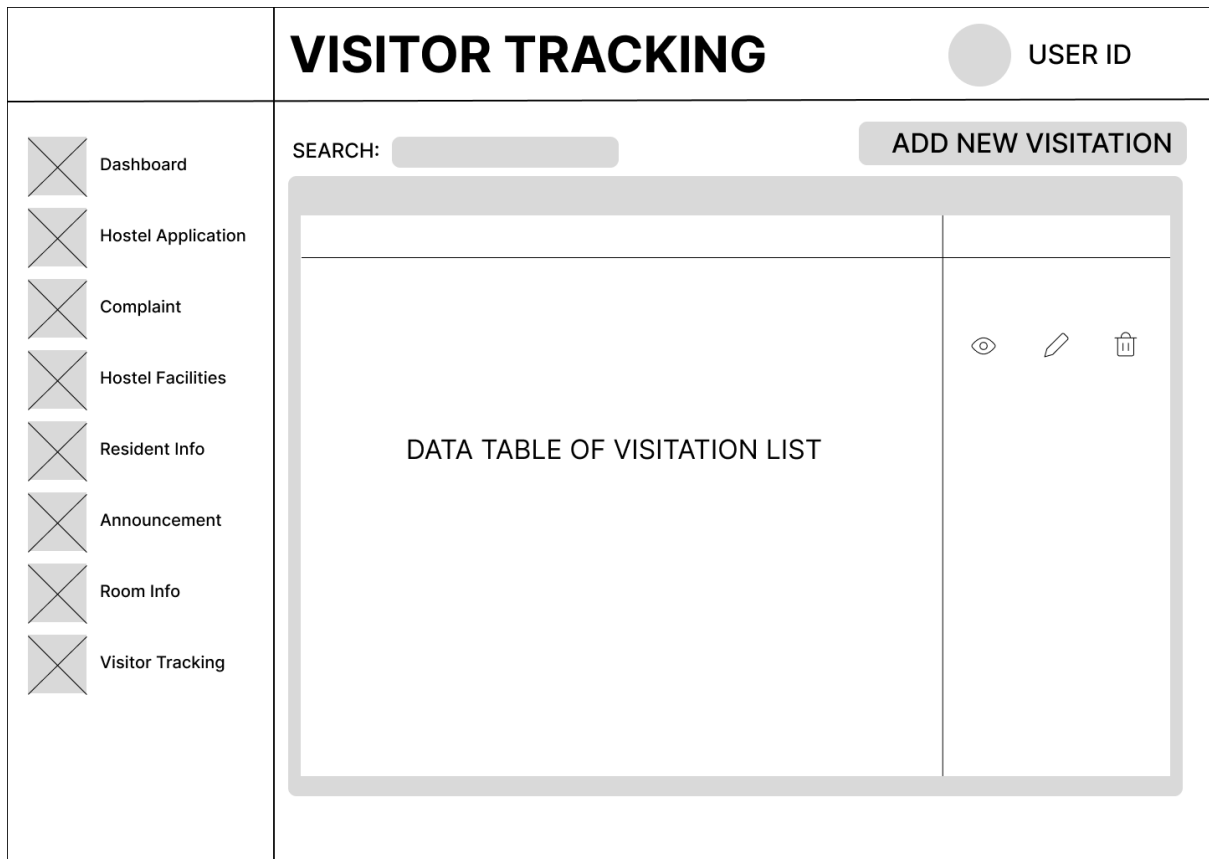 VISITOR TRACKING
USER ID
Dashboard
Hostel Application
Complaint
Hostel Facilities
Resident Info
Announcement
Room Info
Visitor Tracking
SEARCH:
ADD NEW VISITATION
DATA TABLE OF VISITATION LIST